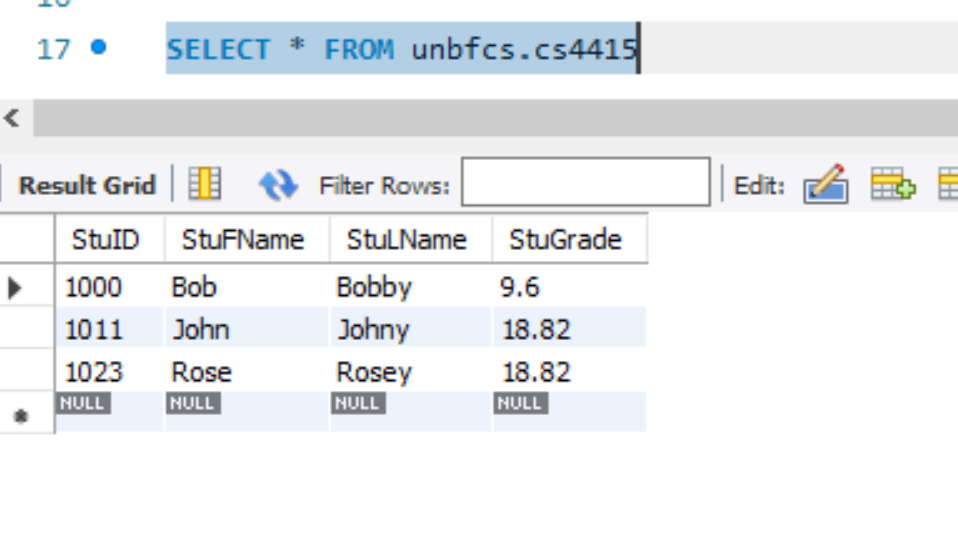 17 SELECT * FROM unbfcs.cs4415
Result Grid Filter Rows: Edit:
StuID StuFName StuLName StuGrade
1000 Bob Bobby 9.6
1011 John Johny 18.82
1023 Rose Rosey 18.82
NULL NULL NULL NULL